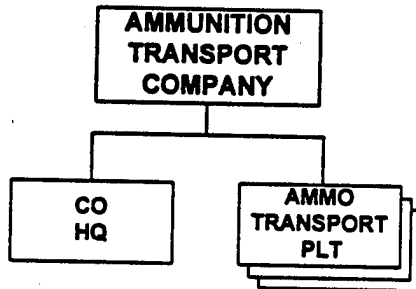 AMMUNITION
TRANSPORT
COMPANY
CO
HQ
AMMO
TRANSPORT
PLT